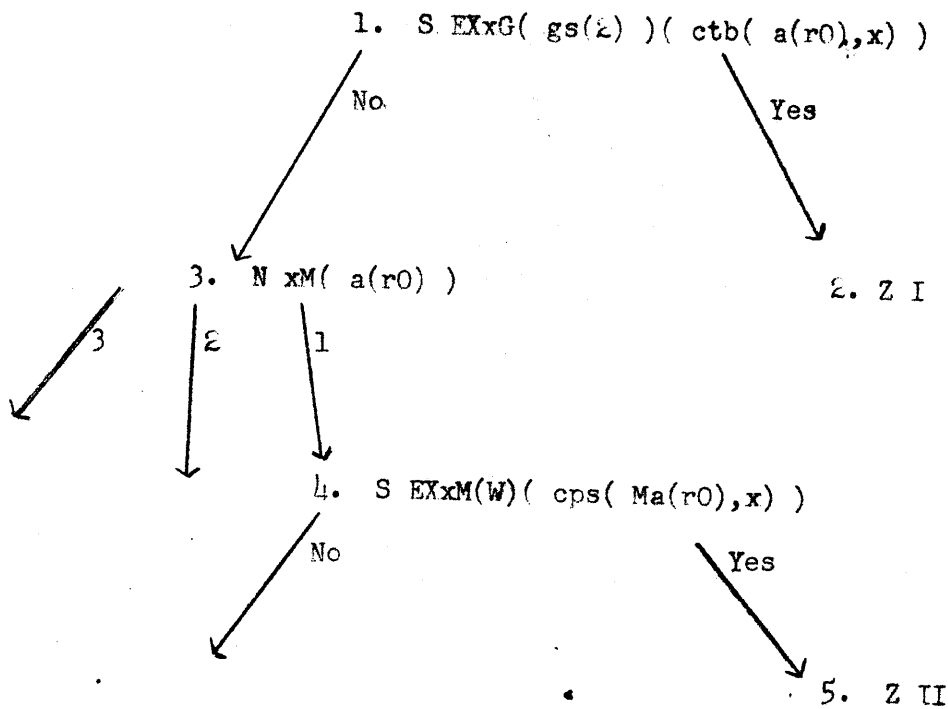 1. S EXxG( gs(2) )( ctb( a(r0),x) )
No
Yes
3. N xM( a(r0) )
2. Z I
3 2 1
4. S EXxM(W)( cps( Ma(r0),x) )
No
Yes
5. Z II